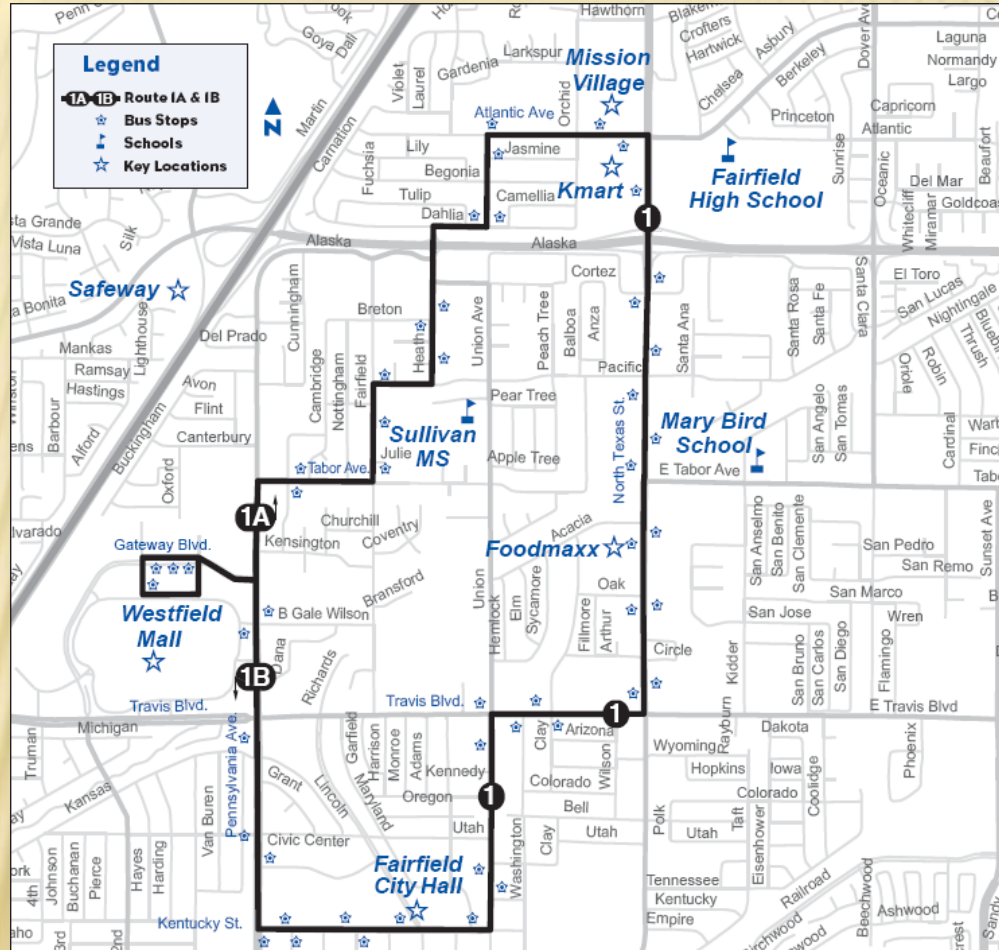 Legend
1A 1B Route IA & IB
Bus Stops
Schools
Key Locations
N
Goya
Dali
Hawthorn
Crofters
Hartwick
Chelsea
Asbury
Berkeley
Laguna
Normandy
Largo
Larkspur
Gardenia
Violet
Laurel
Orchid
Mission
Village
Martin
Carnation
Atlantic Ave
Princeton
Capricorn
Atlantic
Sunrise
Oceanic
Beaufort
Lily
Jasmine
Begonia
Fuchsia
Tulip
Camellia
Dahlia
Kmart
Fairfield
High School
Del Mar
Whitecliff
Miramar
Silk
Vista Luna
1
Alaska
Alaska
Safeway
Lighthouse
Cunningham
Cortez
Breton
Heath
Union Ave
Peach Tree
Balboa
Anza
Santa Ana
Santa Rosa
Santa Fe
Santa Clara
El Toro
San Lucas
Nightingale
Thrush
Oriole
Robin
Del Prado
Mankas
Ramsay
Hastings
Barbour
Alford
Buckingham
Avon
Flint
Canterbury
Oxford
Cambridge
Nottingham
Fairfield
Pacific
Pear Tree
North Texas St.
Mary Bird
School
San Angelo
San Tomas
Cardinal
Sullivan
MS
Julie
Tabor Ave.
Apple Tree
E Tabor Ave
1A
Churchill
Kensington
Coventry
Acacia
Foodmaxx
San Anselmo
San Benito
San Clemente
San Pedro
San Remo
Sunset Ave
Gateway Blvd.
Bransford
Union
Hemlock
Elm
Sycamore
Oak
Fillmore
Arthur
San Marco
San Jose
Wren
Westfield
Mall
B Gale Wilson
Dana
Richards
Circle
Kidder
San Bruno
San Carlos
San Diego
Flamingo
1B
Travis Blvd.
Travis Blvd.
1
E Travis Blvd
Michigan
Truman
Pennsylvania Ave.
Garfield
Harrison
Monroe
Adams
Kennedy
Clay
Arizona
Wilson
Wyoming
Rayburn
Dakota
Phoenix
Hopkins
Iowa
Kansas
Grant
Lincoln
Maryland
Oregon
1
Colorado
Colorado
Coolidge
Bell
Van Buren
Utah
Utah
Utah
Polk
Taft
Eisenhower
Civic Center
Washington
Clay
4th
Johnson
Buchanan
Pierce
Hayes
Harding
Fairfield
City Hall
Tennessee
Kentucky
Empire
Railroad
Beechwood
Ashwood
Kentucky St.
3rd
2nd